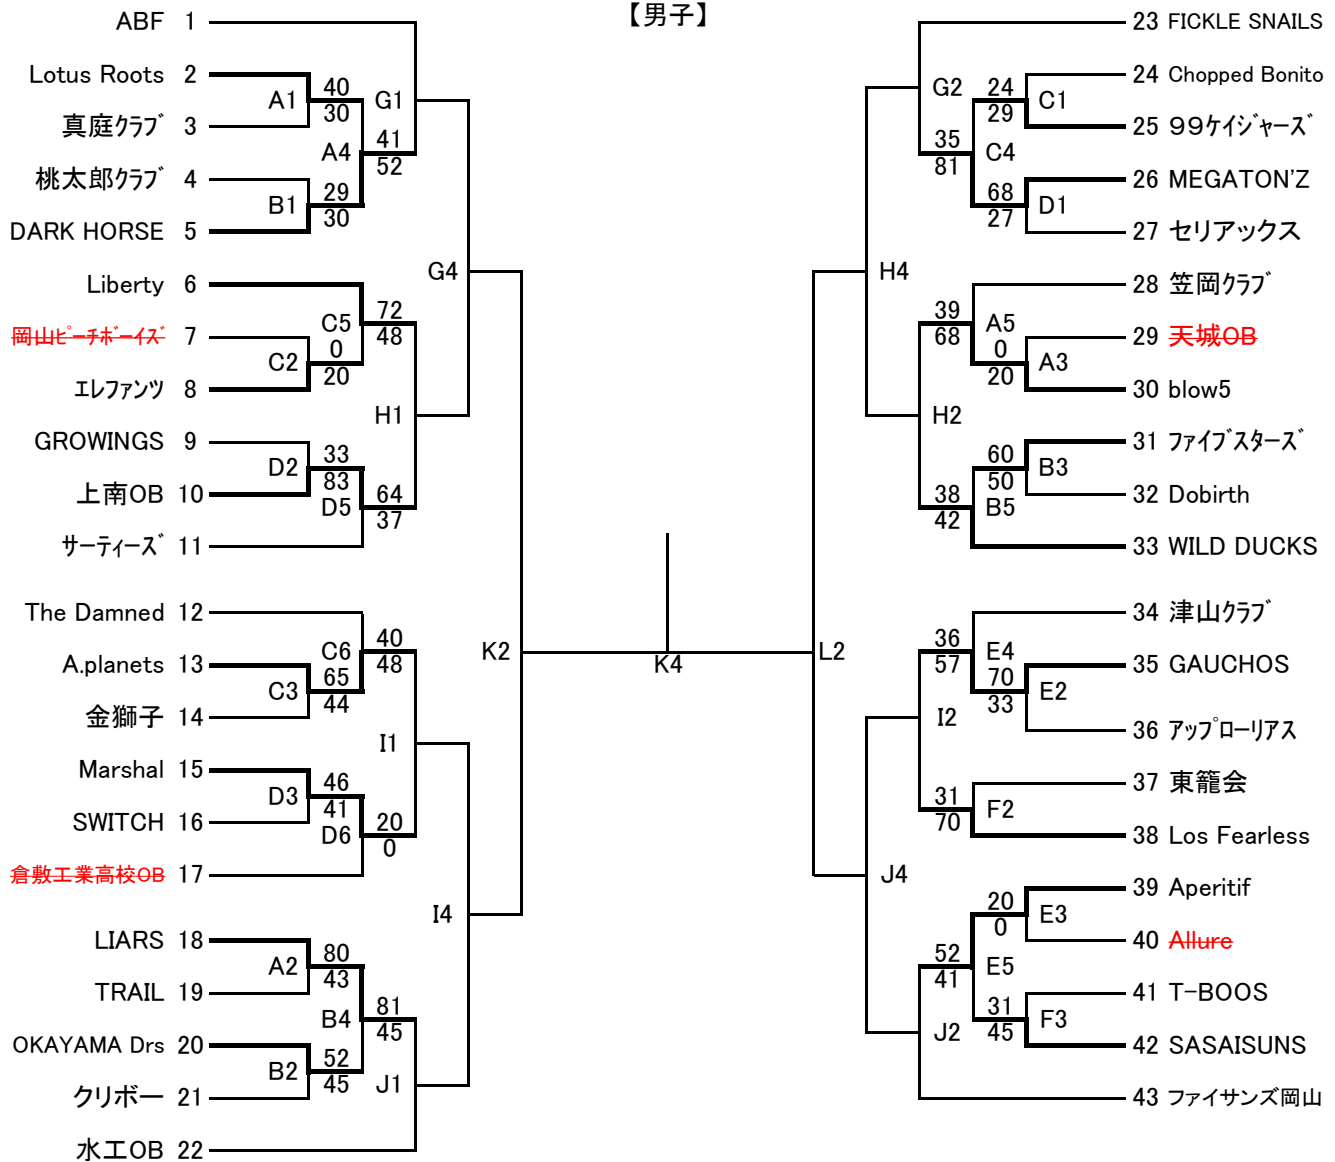 【男子】
ABF 1
Lotus Roots 2
A1
40
30
真庭クラブ 3
G1
A4
41
52
桃太郎クラブ 4
B1
29
30
DARK HORSE 5
G4
Liberty 6
C5
72
48
岡山ピーチボーイズ 7
C2
0
20
エレファンツ 8
H1
GROWINGS 9
D2
33
83
上南OB 10
D5
64
37
サーティーズ 11
K2
The Damned 12
C6
40
48
A.planets 13
C3
65
44
金獅子 14
I1
Marshal 15
D3
46
41
SWITCH 16
D6
20
0
倉敷工業高校OB 17
I4
LIARS 18
A2
80
43
TRAIL 19
B4
81
45
OKAYAMA Drs 20
B2
52
45
クリボー 21
J1
水工OB 22
K4
23 FICKLE SNAILS
G2
24 Chopped Bonito
24
29
C1
25 99ケイジャーズ
35
81
C4
26 MEGATON'Z
68
27
D1
27 セリアックス
H4
28 笠岡クラブ
39
68
A5
29 天城OB
0
20
A3
30 blow5
H2
31 ファイブスターズ
60
50
B3
32 Dobirth
38
42
B5
33 WILD DUCKS
L2
34 津山クラブ
36
57
E4
35 GAUCHOS
70
33
E2
36 アップローリアス
I2
37 東籠会
31
70
F2
38 Los Fearless
J4
39 Aperitif
20
0
E3
40 Allure
52
41
E5
41 T-BOOS
31
45
F3
42 SASAISUNS
J2
43 ファイサンズ岡山